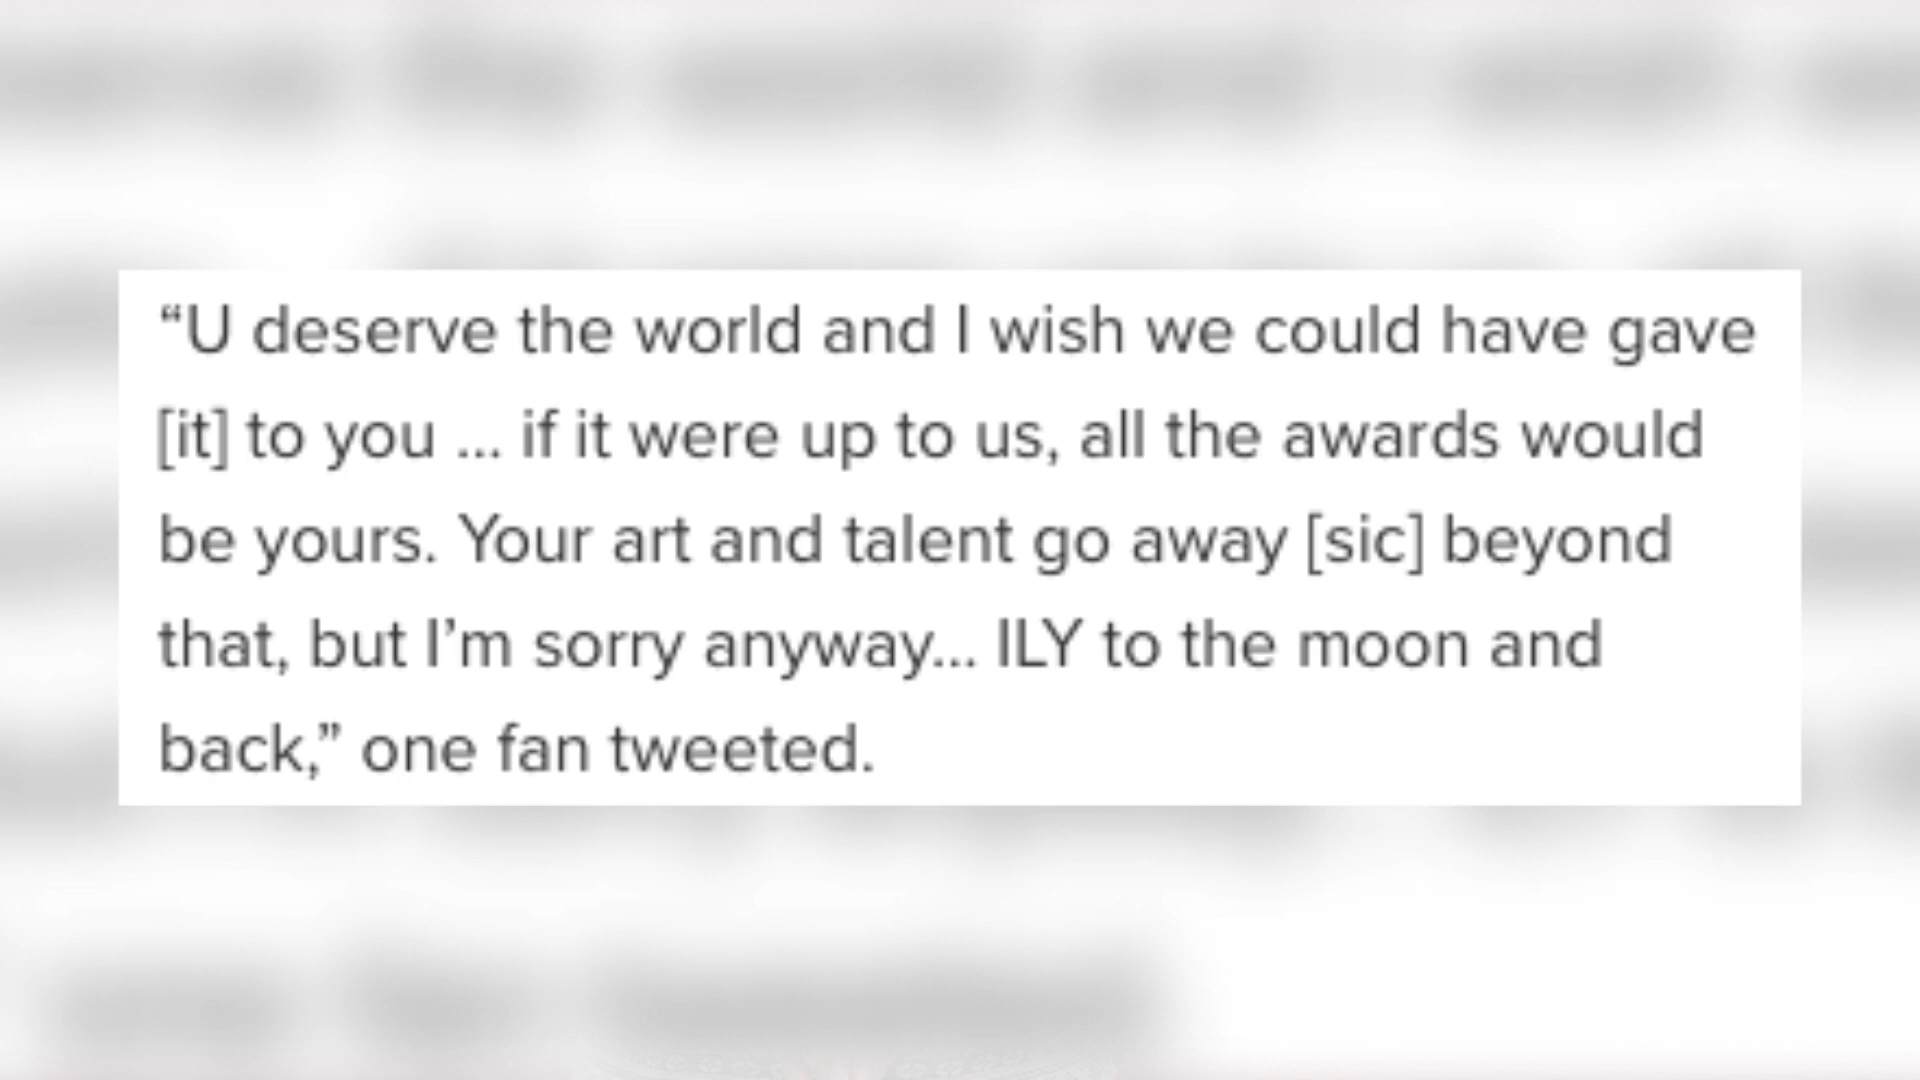 “U deserve the world and I wish we could have gave
[it] to you ... if it were up to us, all the awards would
be yours. Your art and talent go away [sic] beyond
that, but I’m sorry anyway... ILY to the moon and
back,” one fan tweeted.